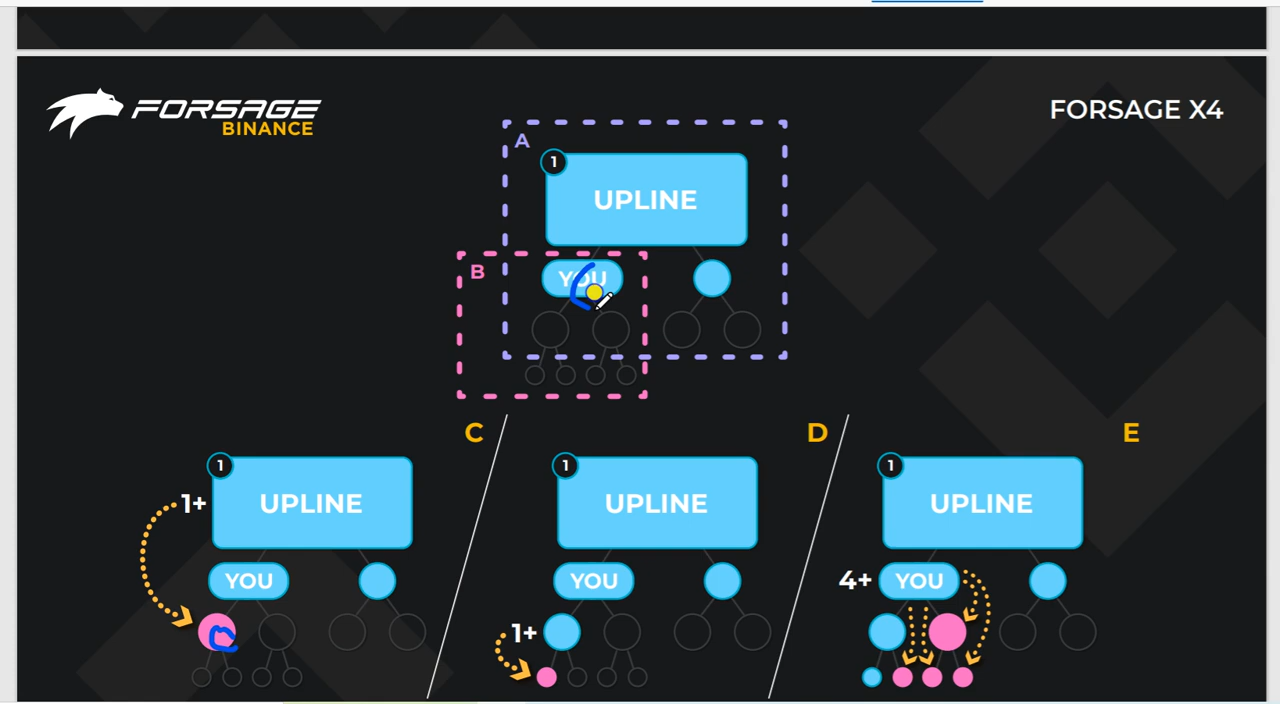 FORSAGE
BINANCE
FORSAGE X4
A
1
UPLINE
B
YOU
C
D
E
1
UPLINE
1+
YOU
1
UPLINE
YOU
1+
1
UPLINE
4+
YOU